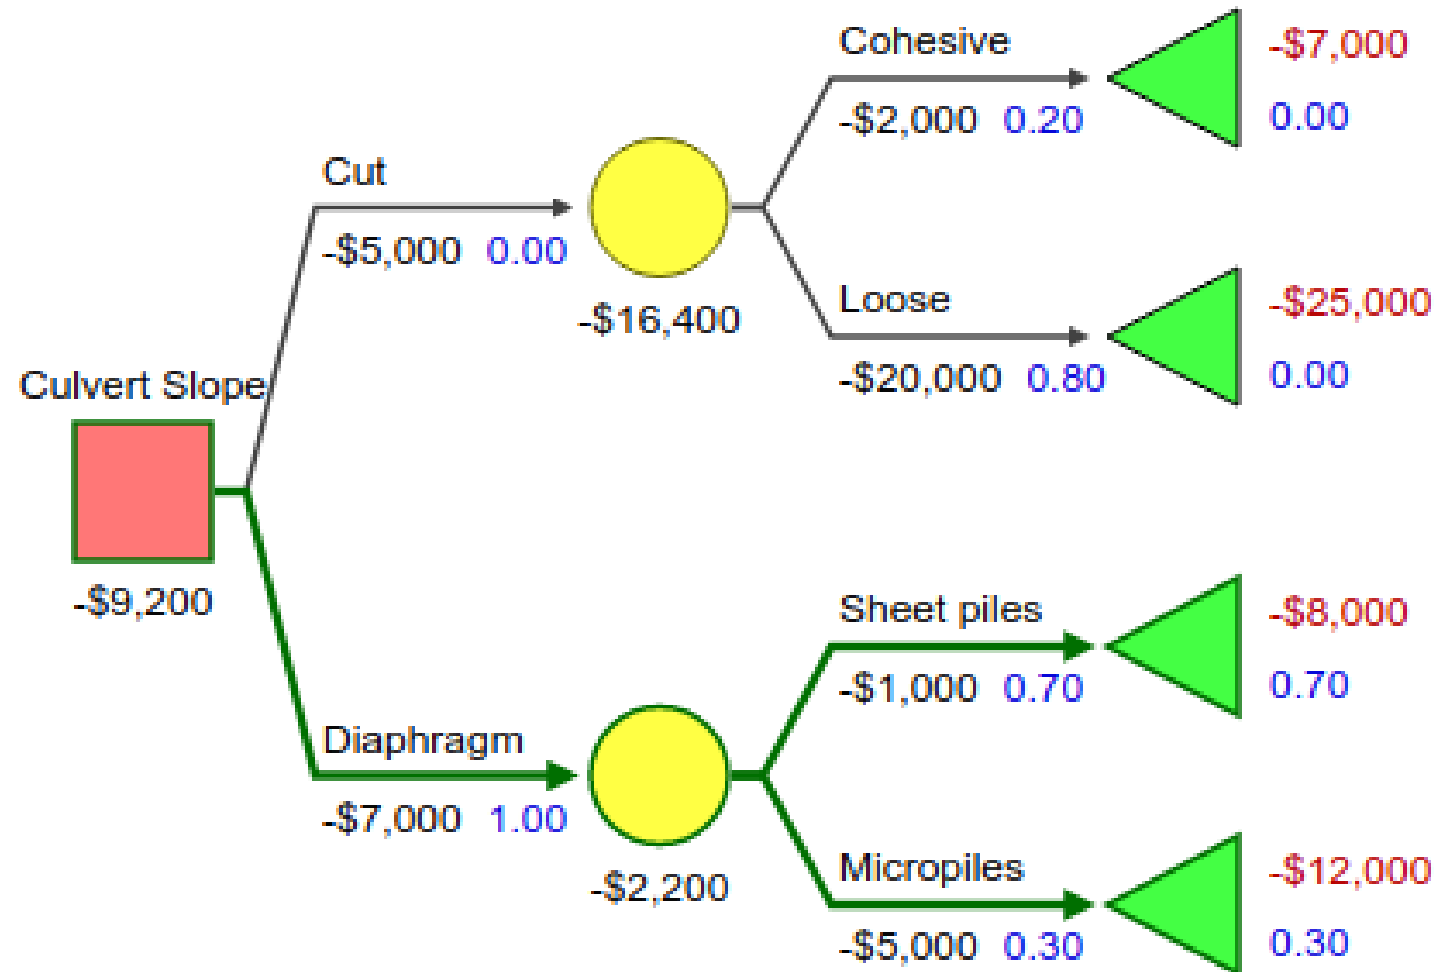 Cohesive
-$7,000
-$2,000 0.20
0.00
Cut
-$5,000 0.00
-$16,400
Loose
-$25,000
-$20,000 0.80
0.00
Culvert Slope
-$9,200
Sheet piles
-$8,000
-$1,000 0.70
0.70
Diaphragm
-$7,000 1.00
-$2,200
Micropiles
-$12,000
-$5,000 0.30
0.30